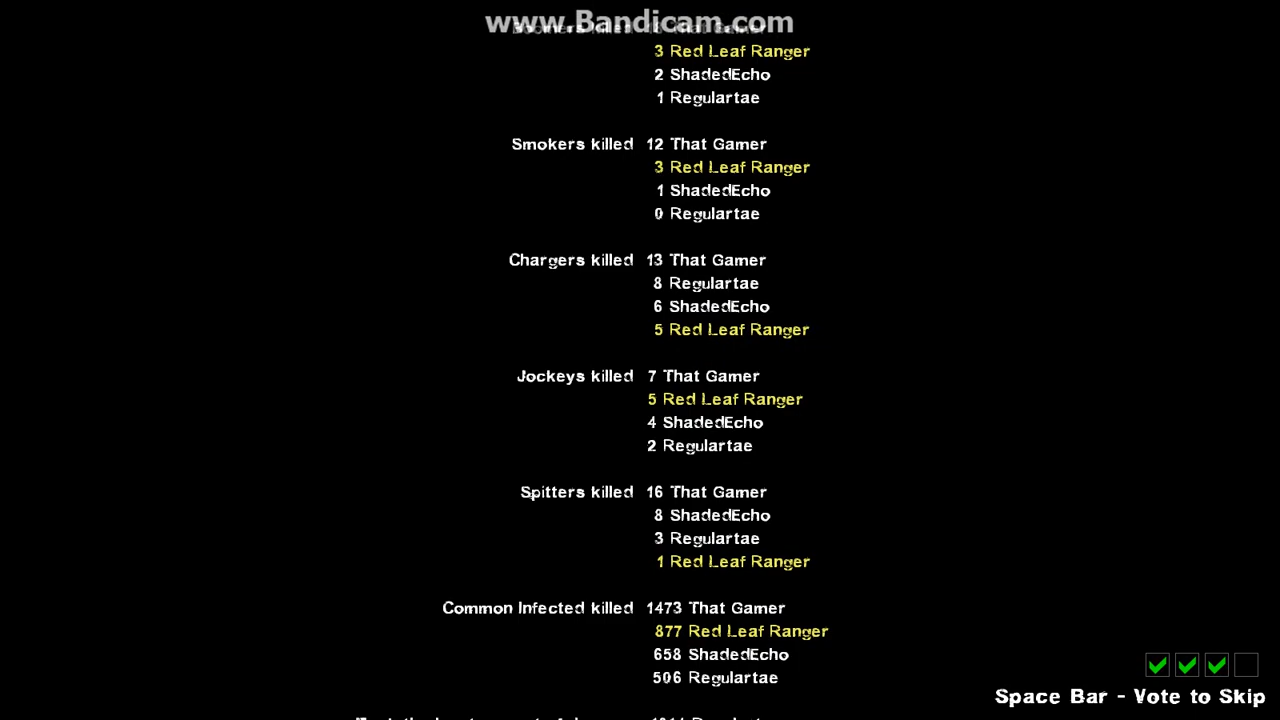 www.Bandicam.com
3 Red Leaf Ranger
2 ShadedEcho
1 Regulartae
Smokers killed 12 That Gamer
3 Red Leaf Ranger
1 ShadedEcho
0 Regulartae
Chargers killed 13 That Gamer
8 Regulartae
6 ShadedEcho
5 Red Leaf Ranger
Jockeys killed 7 That Gamer
5 Red Leaf Ranger
4 ShadedEcho
2 Regulartae
Spitters killed 16 That Gamer
8 ShadedEcho
3 Regulartae
1 Red Leaf Ranger
Common Infected killed 1473 That Gamer
877 Red Leaf Ranger
658 ShadedEcho
506 Regulartae
Space Bar - Vote to Skip